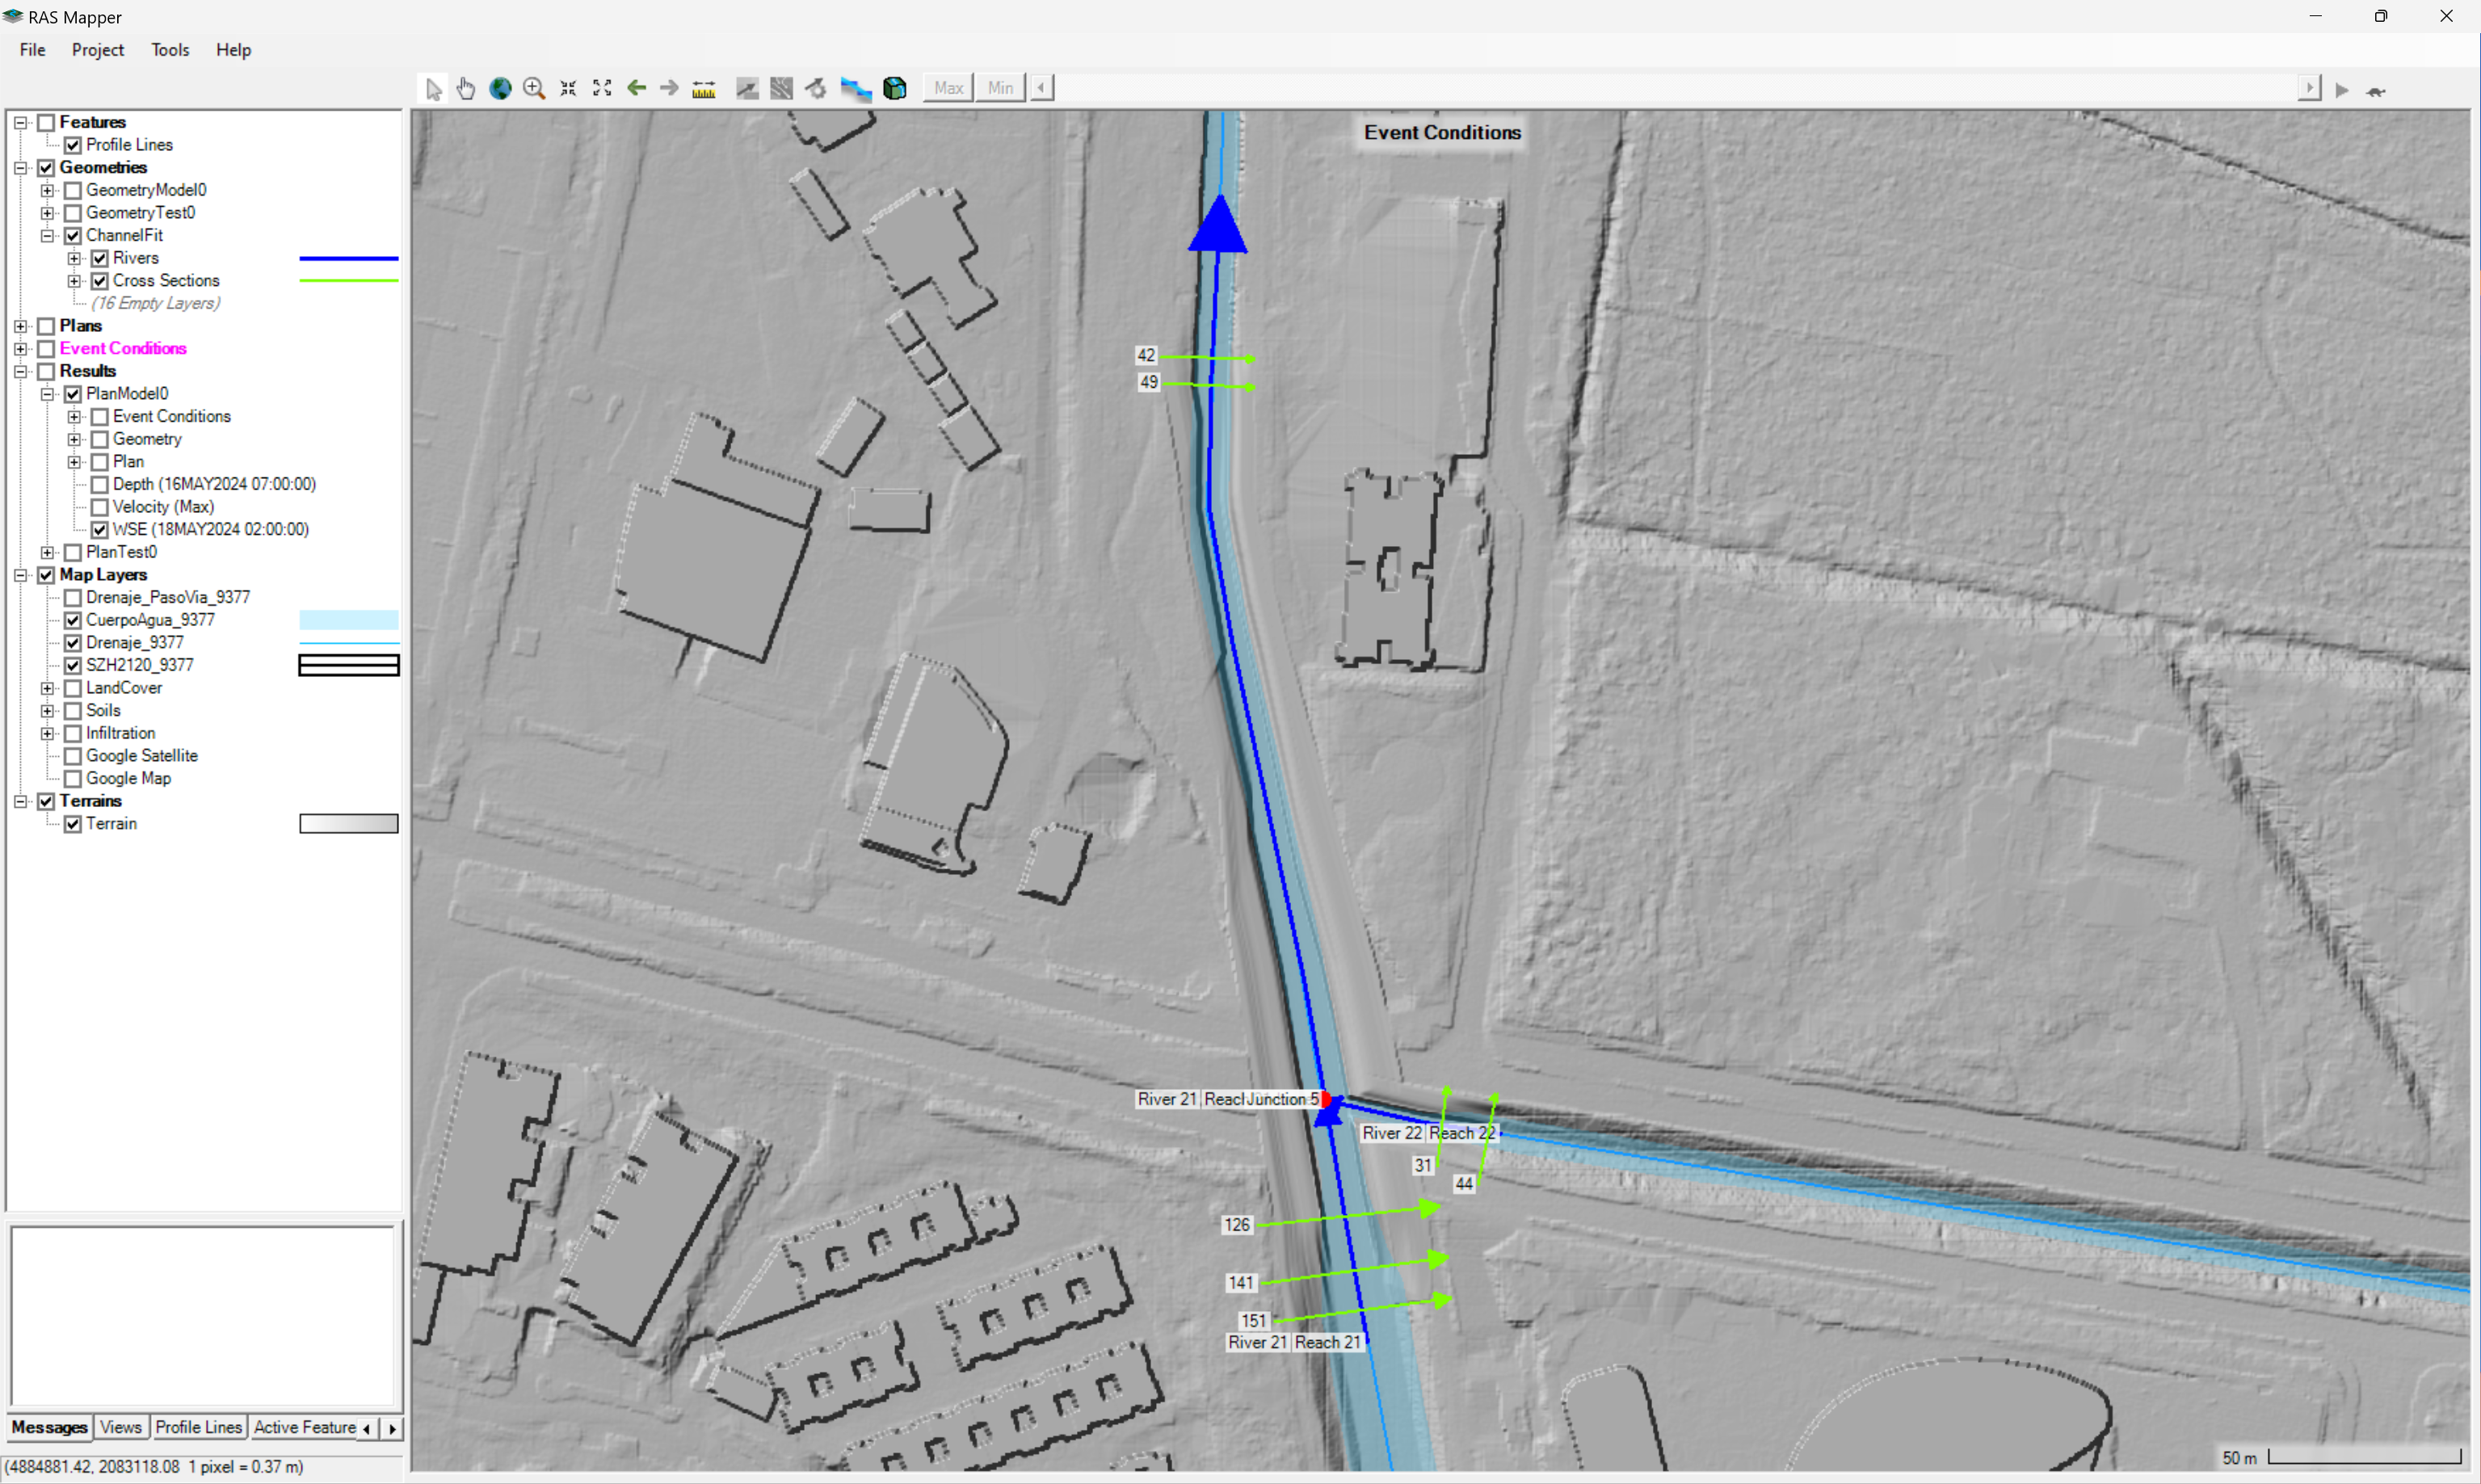 RAS Mapper
File Project Tools Help
Max Min
Features
Profile Lines
Geometries
GeometryModel0
GeometryTest0
ChannelFit
Rivers
Cross Sections
(16 Empty Layers)
Plans
Event Conditions
Results
PlanModel0
Event Conditions
Geometry
Plan
Depth (16MAY2024 07:00:00)
Velocity (Max)
WSE (18MAY2024 02:00:00)
PlanTest0
Map Layers
Drenaje_PasoVia_9377
CuerpoAgua_9377
Drenaje_9377
SZH2120_9377
LandCover
Soils
Infiltration
Google Satellite
Google Map
Terrains
Terrain
Messages Views Profile Lines Active Feature
(4884881.42, 2083118.08 1 pixel = 0.37 m)
Event Conditions
42
49
River 21 Junction 5
River 22 Reach 22
31
44
126
141
151
River 21 Reach 21
50 m